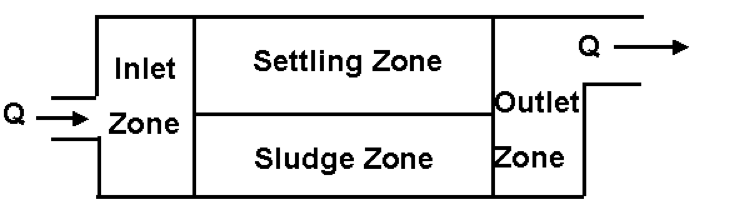 Q
Inlet
Zone
Settling Zone
Sludge Zone
Outlet
Zone
Q